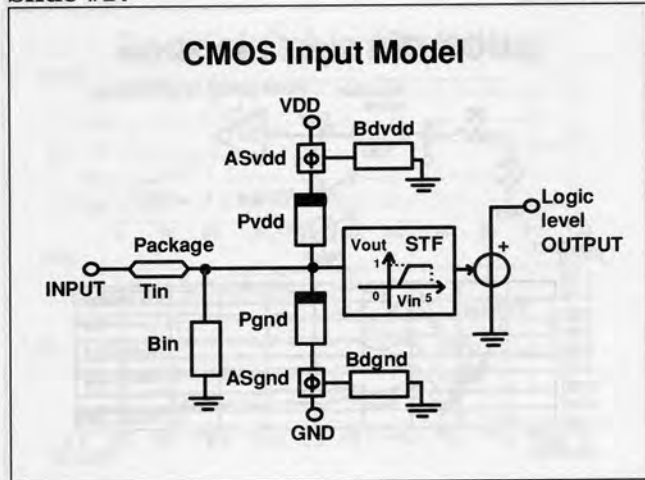 CMOS Input Model
VDD
Bdvdd
ASvdd
Φ
Pvdd
Logic
level
OUTPUT
Package
Vout STF
1
+
INPUT
Tin
0 Vin 5
Pgnd
Bin
Bdgnd
ASgnd
Φ
GND